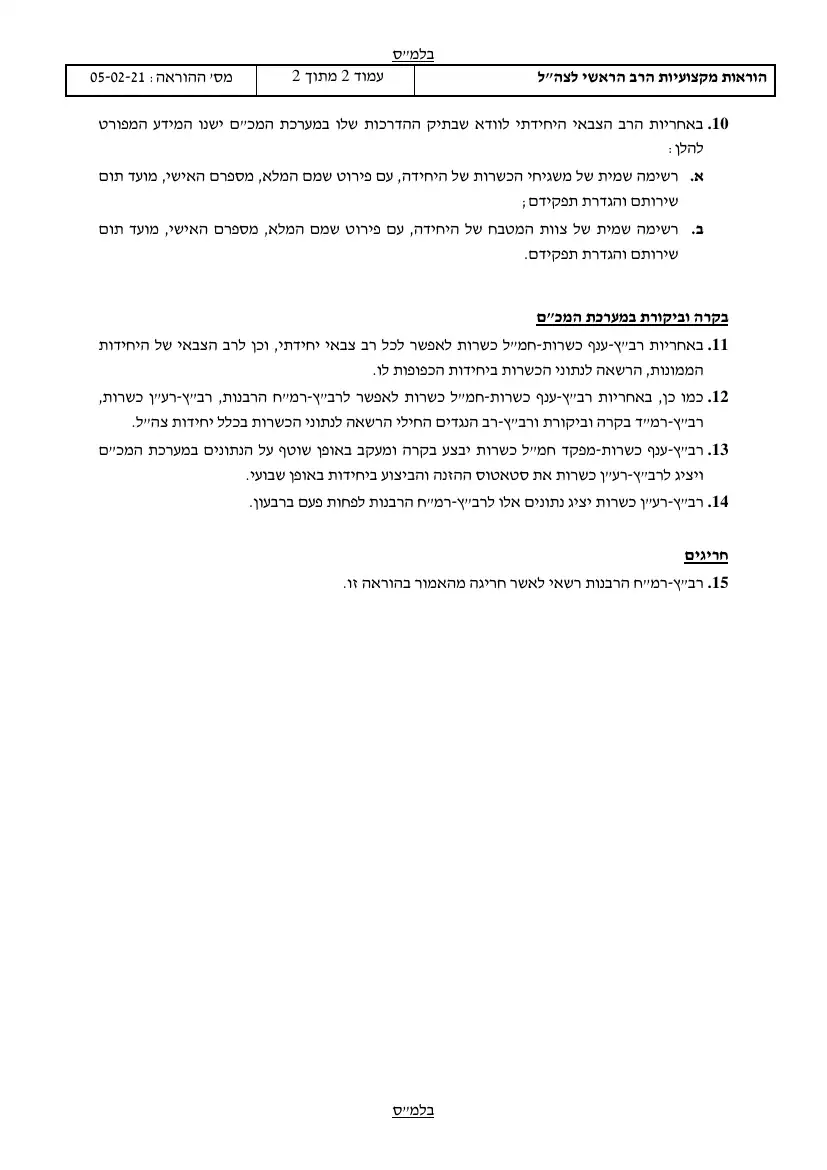 בלמ״ס
הוראות מקצועיות הרב הראשי לצה״ל עמוד 2 מתוך 2 מס׳ ההוראה: 05-02-21
10. באחריות הרב הצבאי היחידתי לוודא שבתיק ההדרכות שלו במערכת המכ״ם ישנו המידע המפורט
להלן:
א. רשימה שמית של משגיחי הכשרות של היחידה, עם פירוט שמם המלא, מספרם האישי, מועד תום
שירותם והגדרת תפקידם;
ב. רשימה שמית של צוות המטבח של היחידה, עם פירוט שמם המלא, מספרם האישי, מועד תום
שירותם והגדרת תפקידם.
בקרה וביקורת במערכת המכ״ם
11. באחריות רב״ץ-ענף כשרות-חמ״ל כשרות לאפשר לכל רב צבאי יחידתי, וכן לרב הצבאי של היחידות
הממונות, הרשאה לנתוני הכשרות ביחידות הכפופות לו.
12. כמו כן, באחריות רב״ץ-ענף כשרות-חמ״ל כשרות לאפשר לרב״ץ-רמ״ח הרבנות, רב״ץ-רע״ן כשרות,
רב״ץ-רמ״ד בקרה וביקורת ורב״ץ-רב הנגדים החילי הרשאה לנתוני הכשרות בכלל יחידות צה״ל.
13. רב״ץ-ענף כשרות-מפקד חמ״ל כשרות יבצע בקרה ומעקב באופן שוטף על הנתונים במערכת המכ״ם
ויציג לרב״ץ-רע״ן כשרות את סטאטוס ההזנה והביצוע ביחידות באופן שבועי.
14. רב״ץ-רע״ן כשרות יציג נתונים אלו לרב״ץ-רמ״ח הרבנות לפחות פעם ברבעון.
חריגים
15. רב״ץ-רמ״ח הרבנות רשאי לאשר חריגה מהאמור בהוראה זו.
בלמ״ס